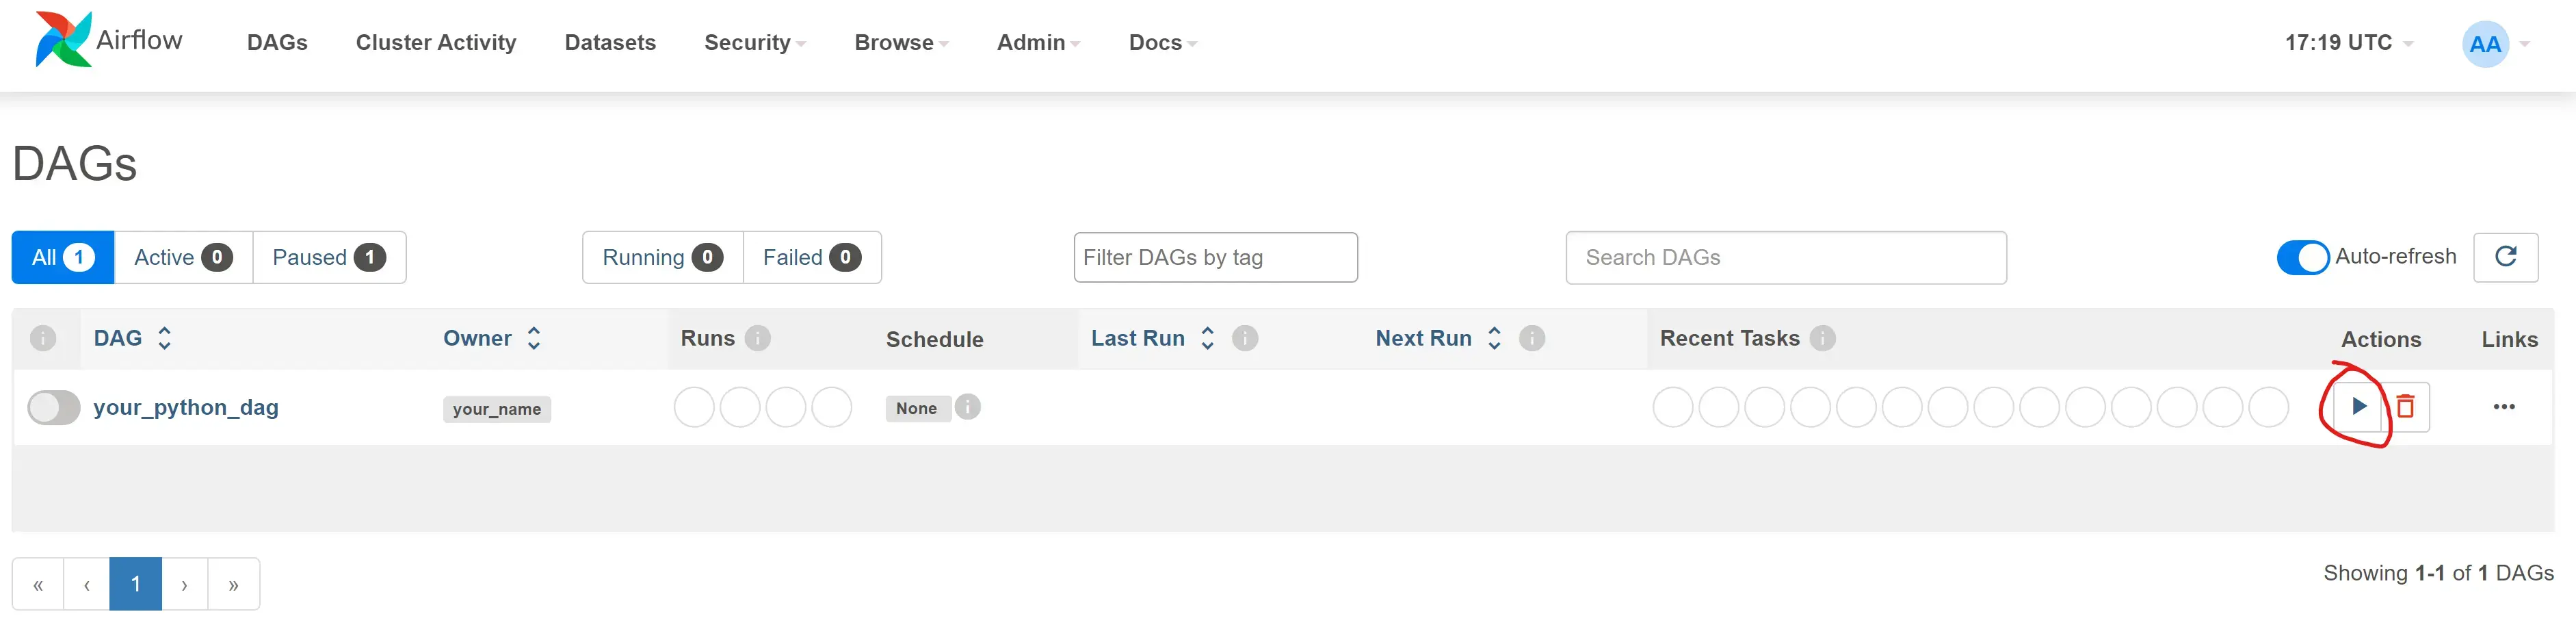 Airflow DAGs Cluster Activity Datasets Security Browse Admin Docs 17:19 UTC AA
DAGs
All 1 Active 0 Paused 1 Running 0 Failed 0 Filter DAGs by tag Search DAGs Auto-refresh
i DAG Owner Runs i Schedule Last Run i Next Run i Recent Tasks i Actions Links
your_python_dag your_name None i
« ‹ 1 › » Showing 1-1 of 1 DAGs